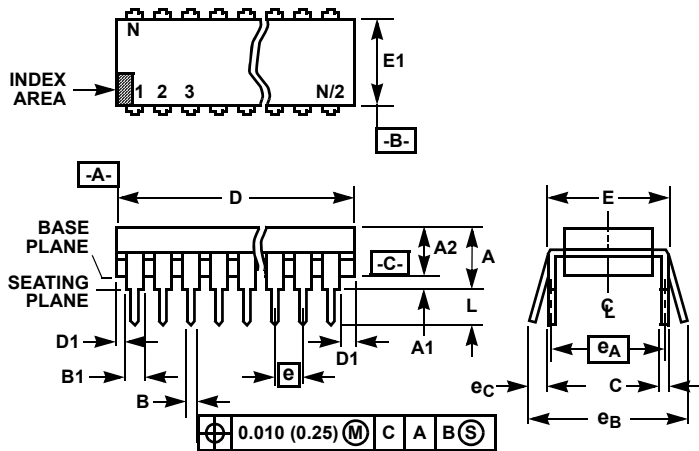 N
E1
INDEX
AREA
1 2 3 N/2
-B-
-A-
D
E
BASE
PLANE
A2
A
-C-
SEATING
PLANE
L
℄
D1
A1
D1
eA
B1
e
eC
C
B
eB
⌖ 0.010 (0.25) Ⓜ C A B Ⓢ